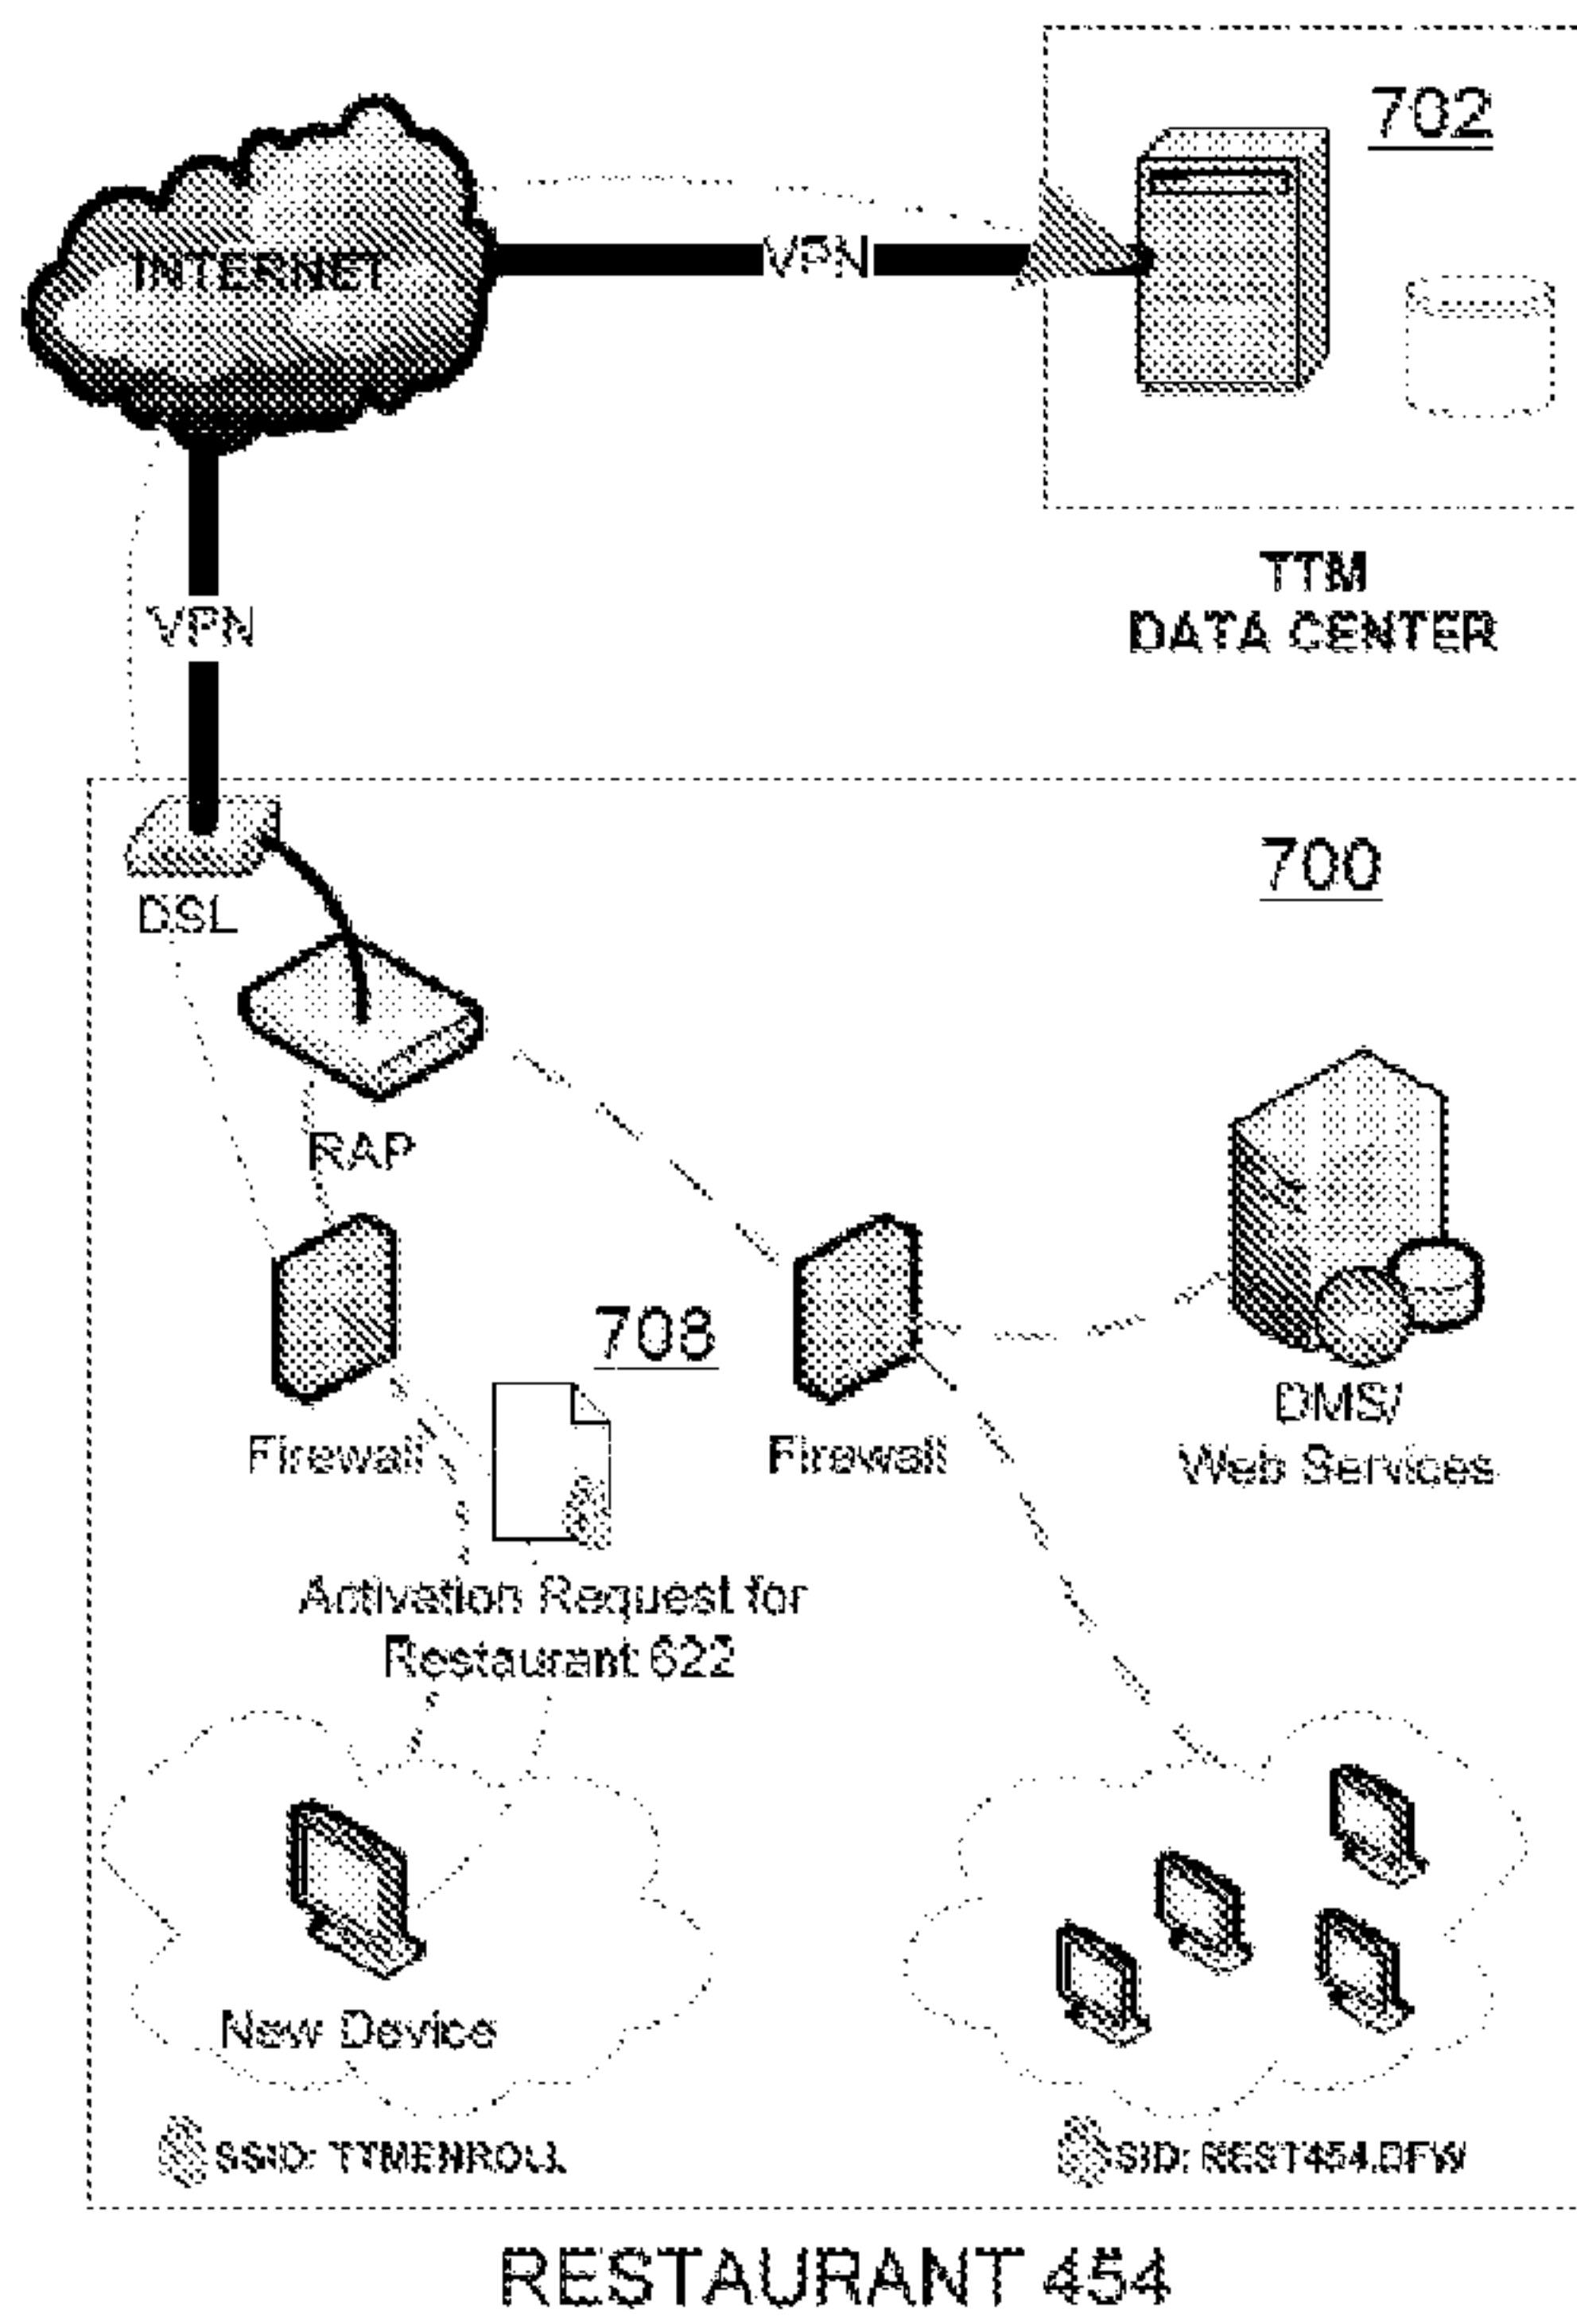 702
INTERNET
VPN
TTM
DATA CENTER
VPN
700
DSL
RAP
708
Firewall
Firewall
DMS/
Web Services
Activation Request for
Restaurant 622
New Device
SSID: TTMENROLL
SID: REST454.DFW
RESTAURANT 454